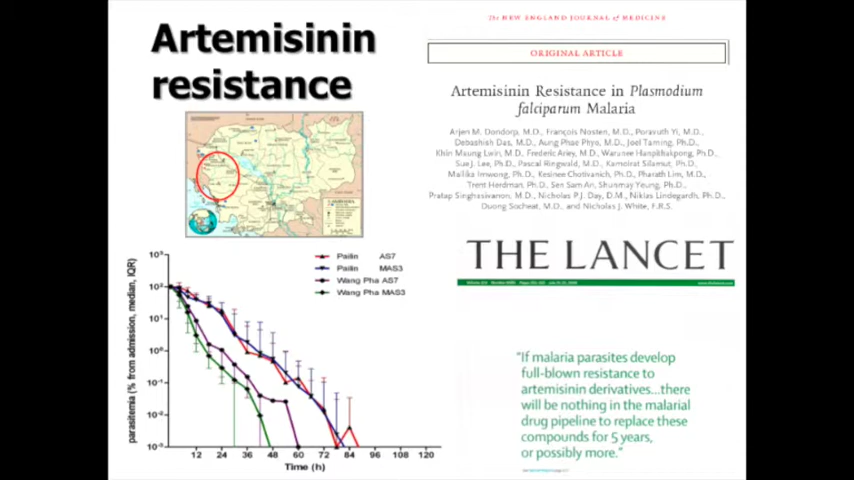 Artemisinin
resistance
The NEW ENGLAND JOURNAL of MEDICINE
ORIGINAL ARTICLE
Artemisinin Resistance in Plasmodium
falciparum Malaria
Arjen M. Dondorp, M.D., François Nosten, M.D., Poravuth Yi, M.D.,
Debashish Das, M.D., Aung Phae Phyo, M.D., Joel Tarning, Ph.D.,
Khin Maung Lwin, M.D., Frederic Ariey, M.D., Warunee Hanpithakpong, Ph.D.,
Sue J. Lee, Ph.D., Pascal Ringwald, M.D., Kamolrat Silamut, Ph.D.,
Mallika Imwong, Ph.D., Kesinee Chotivanich, Ph.D., Pharath Lim, M.D.,
Trent Herdman, Ph.D., Sen Sam An, Shunmay Yeung, Ph.D.,
Pratap Singhasivanon, M.D., Nicholas P.J. Day, D.M., Niklas Lindegardh, Ph.D.,
Duong Socheat, M.D., and Nicholas J. White, F.R.S.
THE LANCET
"If malaria parasites develop
full-blown resistance to
artemisinin derivatives...there
will be nothing in the malarial
drug pipeline to replace these
compounds for 5 years,
or possibly more."
Pailin AS7
Pailin MAS3
Wang Pha AS7
Wang Pha MAS3
parasitemia (% from admission, median, IQR)
10³
10²
10¹
10⁰
10⁻¹
10⁻²
10⁻³
12 24 36 48 60 72 84 96 108 120
Time (h)